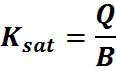 K_sat = Q/B